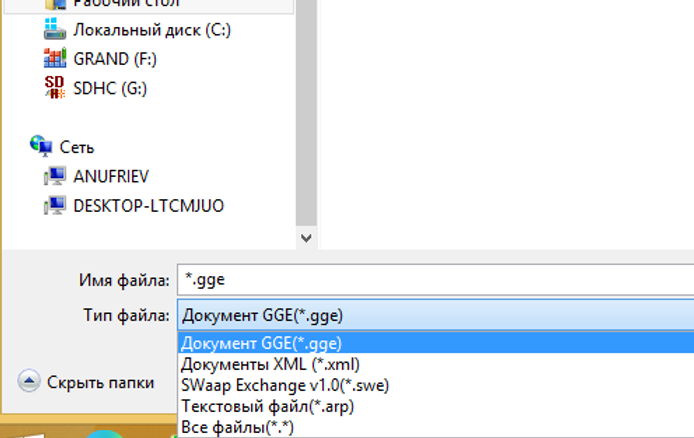 Рабочий стол
Локальный диск (C:)
GRAND (F:)
SDHC (G:)
Сеть
ANUFRIEV
DESKTOP-LTCMJUO
Имя файла: *.gge
Тип файла: Документ GGE(*.gge)
Документ GGE(*.gge)
Документы XML (*.xml)
SWaap Exchange v1.0(*.swe)
Текстовый файл(*.arp)
Все файлы(*.*)
Скрыть папки